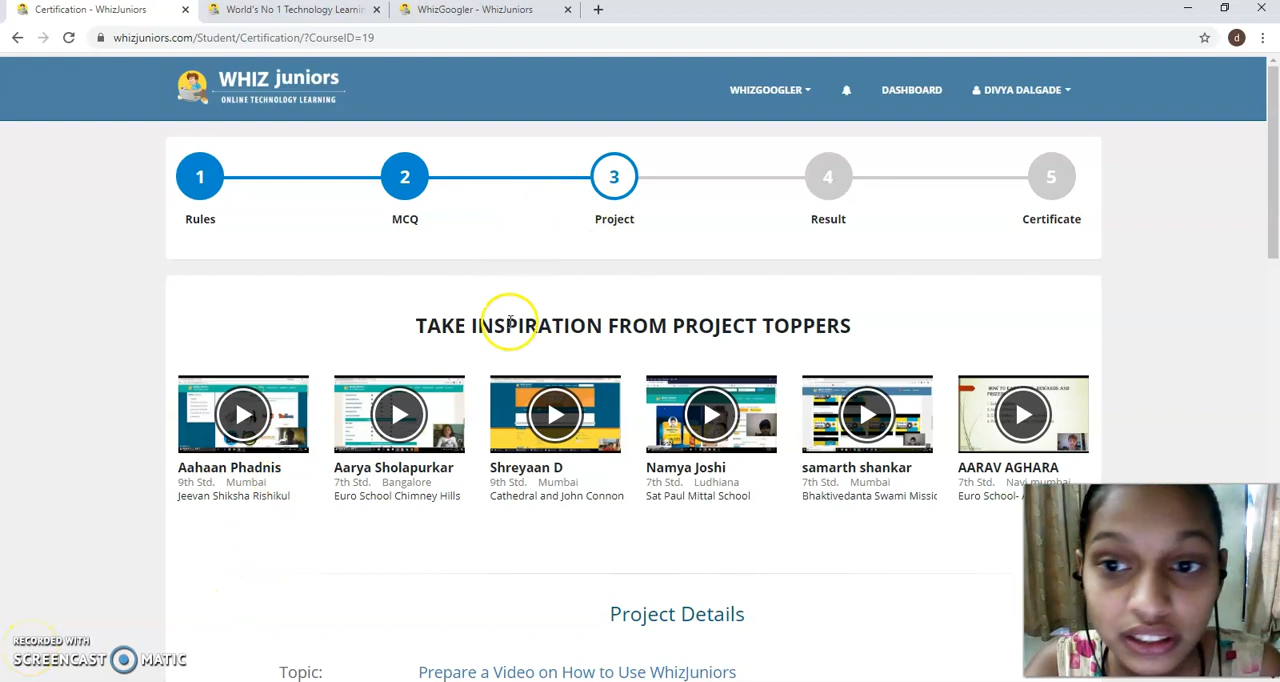 Certification - WhizJuniors
World's No 1 Technology Learnin
WhizGoogler - WhizJuniors
whizjuniors.com/Student/Certification/?CourseID=19
d
WHIZ juniors
ONLINE TECHNOLOGY LEARNING
WHIZGOOGLER
DASHBOARD
DIVYA DALGADE
1
2
3
4
5
Rules
MCQ
Project
Result
Certificate
TAKE INSPIRATION FROM PROJECT TOPPERS
Aahaan Phadnis
9th Std. Mumbai
Jeevan Shiksha Rishikul
Aarya Sholapurkar
7th Std. Bangalore
Euro School Chimney Hills
Shreyaan D
9th Std. Mumbai
Cathedral and John Connon
Namya Joshi
7th Std. Ludhiana
Sat Paul Mittal School
samarth shankar
7th Std. Mumbai
Bhaktivedanta Swami Missic
AARAV AGHARA
7th Std. Navi mumbai
Euro School- A
Project Details
Topic:
Prepare a Video on How to Use WhizJuniors
RECORDED WITH
SCREENCAST MATIC